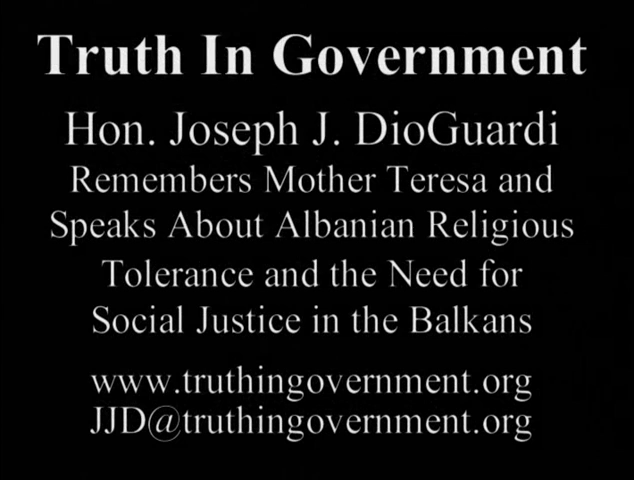 Truth In Government
Hon. Joseph J. DioGuardi
Remembers Mother Teresa and
Speaks About Albanian Religious
Tolerance and the Need for
Social Justice in the Balkans
www.truthingovernment.org
JJD@truthingovernment.org